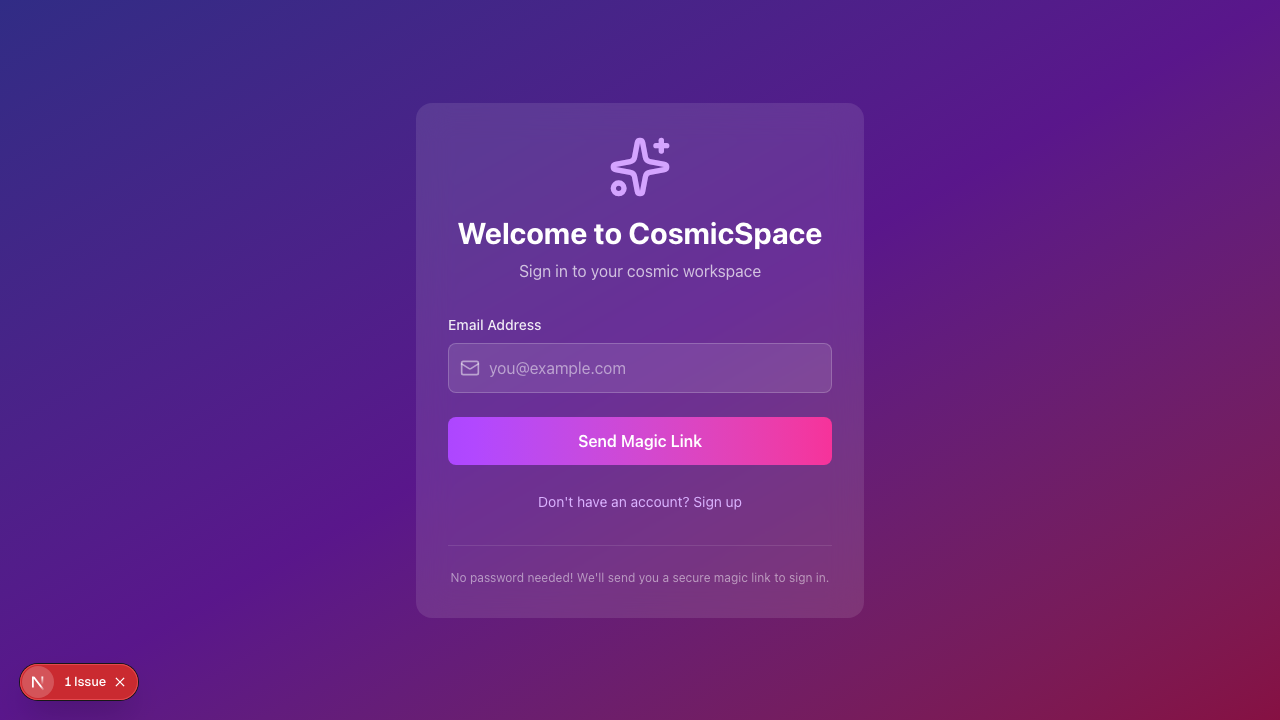 Welcome to CosmicSpace
Sign in to your cosmic workspace
Email Address
you@example.com
Send Magic Link
Don't have an account? Sign up
No password needed! We'll send you a secure magic link to sign in.
N 1 Issue